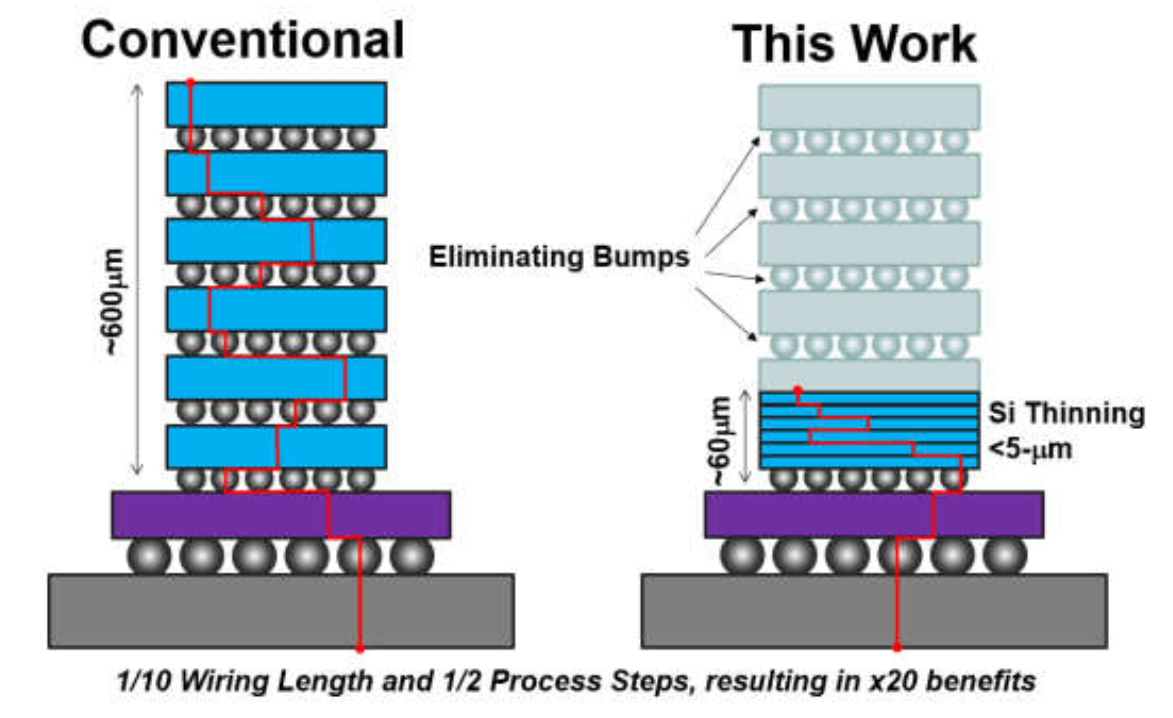 Conventional
This Work
~600μm
Eliminating Bumps
~60μm
Si Thinning
<5-μm
1/10 Wiring Length and 1/2 Process Steps, resulting in x20 benefits